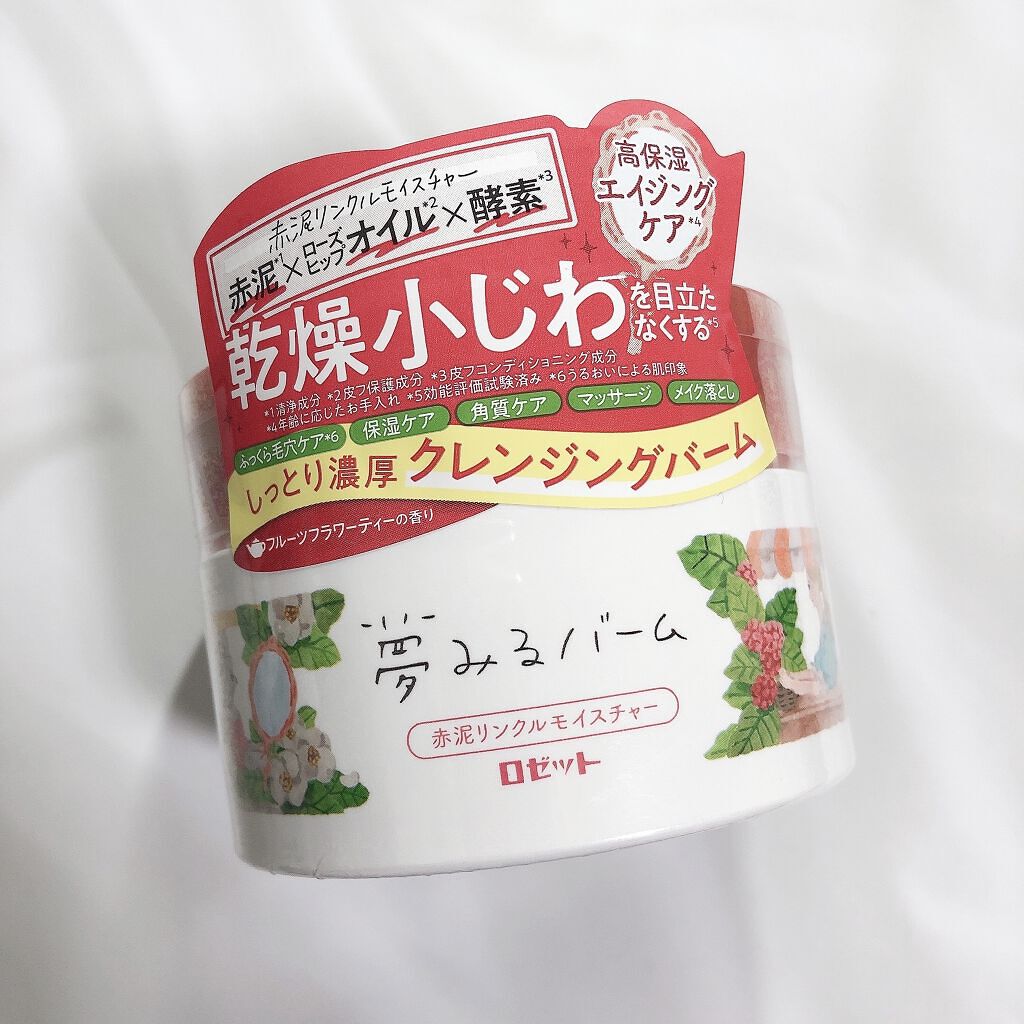 赤泥リンクルモイスチャー
赤泥*1×ローズヒップオイル*2×酵素*3
高保湿
エイジング
ケア*4
乾燥小じわを目立たなくする*5
*1清浄成分 *2皮フ保護成分 *3皮フコンディショニング成分
*4年齢に応じたお手入れ *5効能評価試験済み *6うるおいによる肌印象
ふっくら毛穴ケア*6 保湿ケア 角質ケア マッサージ メイク落とし
しっとり濃厚クレンジングバーム
フルーツフラワーティーの香り
夢みるバーム
赤泥リンクルモイスチャー
ロゼット